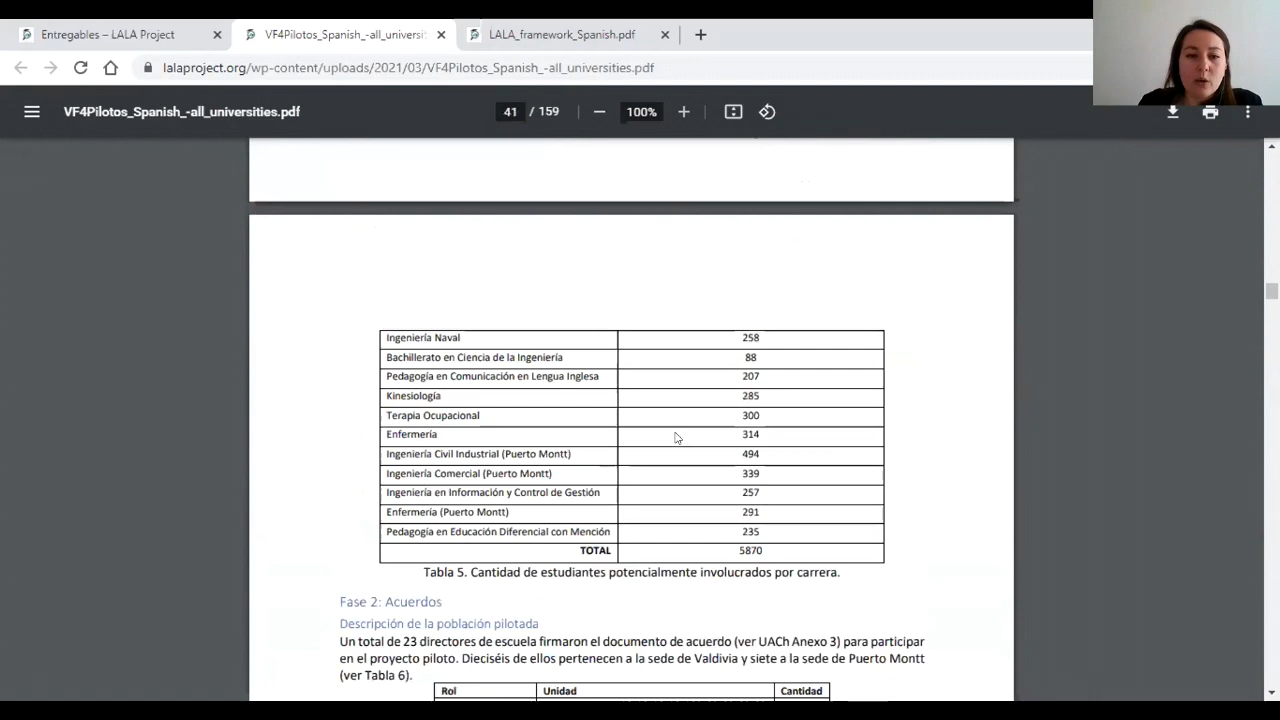 Entregables – LALA Project
VF4Pilotos_Spanish_-all_universit
LALA_framework_Spanish.pdf
lalaproject.org/wp-content/uploads/2021/03/VF4Pilotos_Spanish_-all_universities.pdf
VF4Pilotos_Spanish_-all_universities.pdf
41 / 159
100%
Ingeniería Naval 258
Bachillerato en Ciencia de la Ingeniería 88
Pedagogía en Comunicación en Lengua Inglesa 207
Kinesiología 285
Terapia Ocupacional 300
Enfermería 314
Ingeniería Civil Industrial (Puerto Montt) 494
Ingeniería Comercial (Puerto Montt) 339
Ingeniería en Información y Control de Gestión 257
Enfermería (Puerto Montt) 291
Pedagogía en Educación Diferencial con Mención 235
TOTAL 5870
Tabla 5. Cantidad de estudiantes potencialmente involucrados por carrera.
Fase 2: Acuerdos
Descripción de la población pilotada
Un total de 23 directores de escuela firmaron el documento de acuerdo (ver UACh Anexo 3) para participar
en el proyecto piloto. Dieciséis de ellos pertenecen a la sede de Valdivia y siete a la sede de Puerto Montt
(ver Tabla 6).
Rol Unidad Cantidad